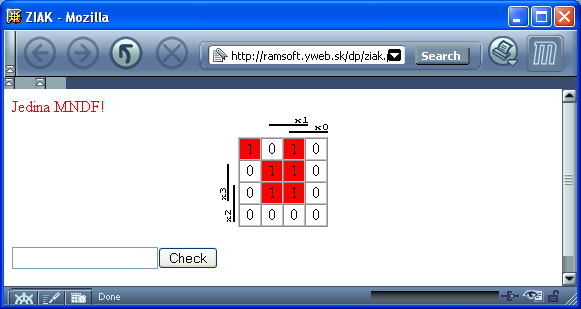 ZIAK - Mozilla
http://ramsoft.yweb.sk/dp/ziak. Search
Jedina MNDF!
x1
x0
1 0 1 0
0 1 1 0
x3
0 1 1 0
x2
0 0 0 0
Check
Done